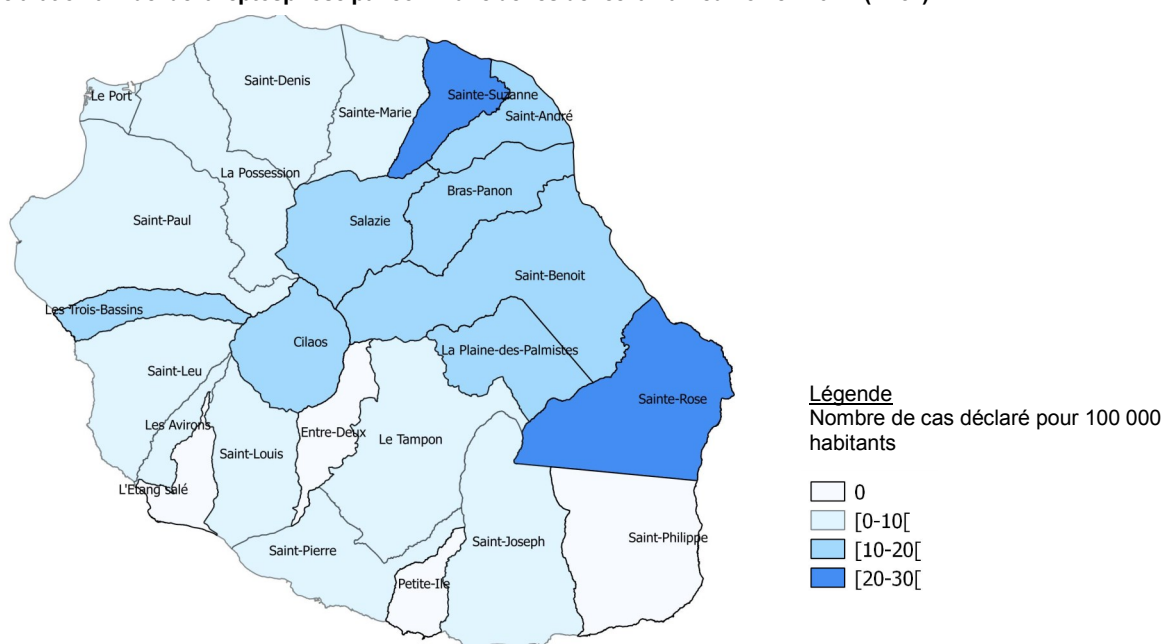 Saint-Denis
Le Port
Sainte-Marie
Sainte-Suzanne
Saint-André
La Possession
Bras-Panon
Saint-Paul
Salazie
Saint-Benoit
Les Trois-Bassins
Cilaos
La Plaine-des-Palmistes
Saint-Leu
Sainte-Rose
Les Avirons
Entre-Deux
Le Tampon
Saint-Louis
L'Etang salé
Saint-Pierre
Saint-Joseph
Saint-Philippe
Petite-Ile
Légende
Nombre de cas déclaré pour 100 000
habitants
0
[0-10[
[10-20[
[20-30[